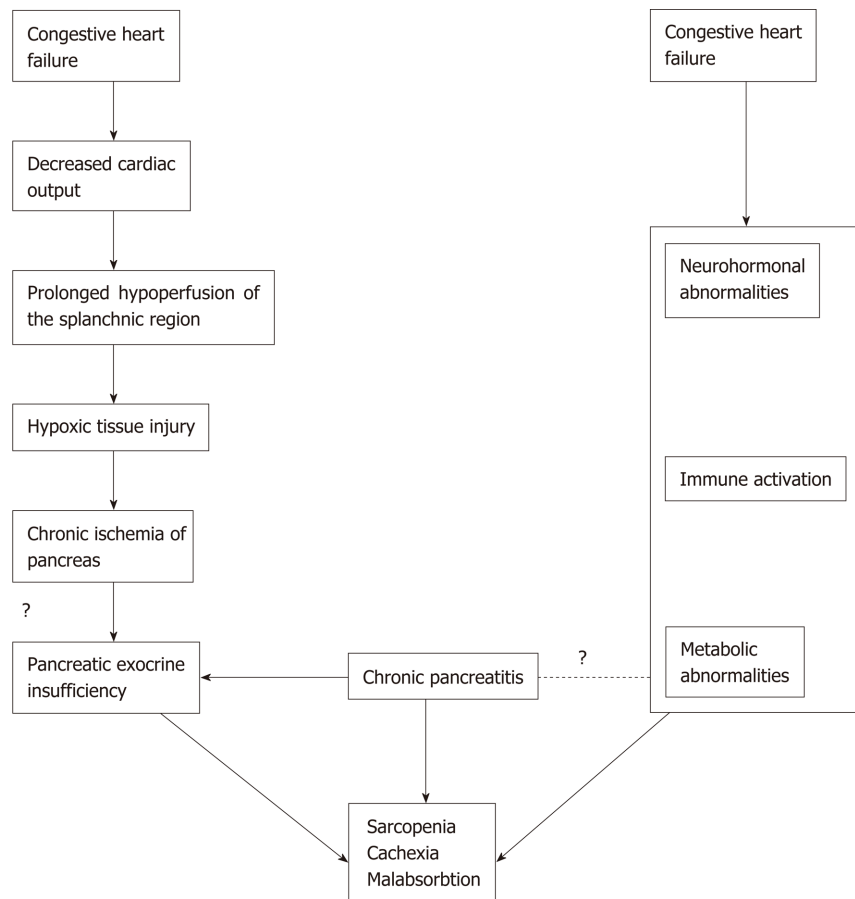 Congestive heart
failure
Decreased cardiac
output
Prolonged hypoperfusion of
the splanchnic region
Hypoxic tissue injury
Chronic ischemia of
pancreas
?
Pancreatic exocrine
insufficiency
Chronic pancreatitis
?
Congestive heart
failure
Neurohormonal
abnormalities
Immune activation
Metabolic
abnormalities
Sarcopenia
Cachexia
Malabsorbtion